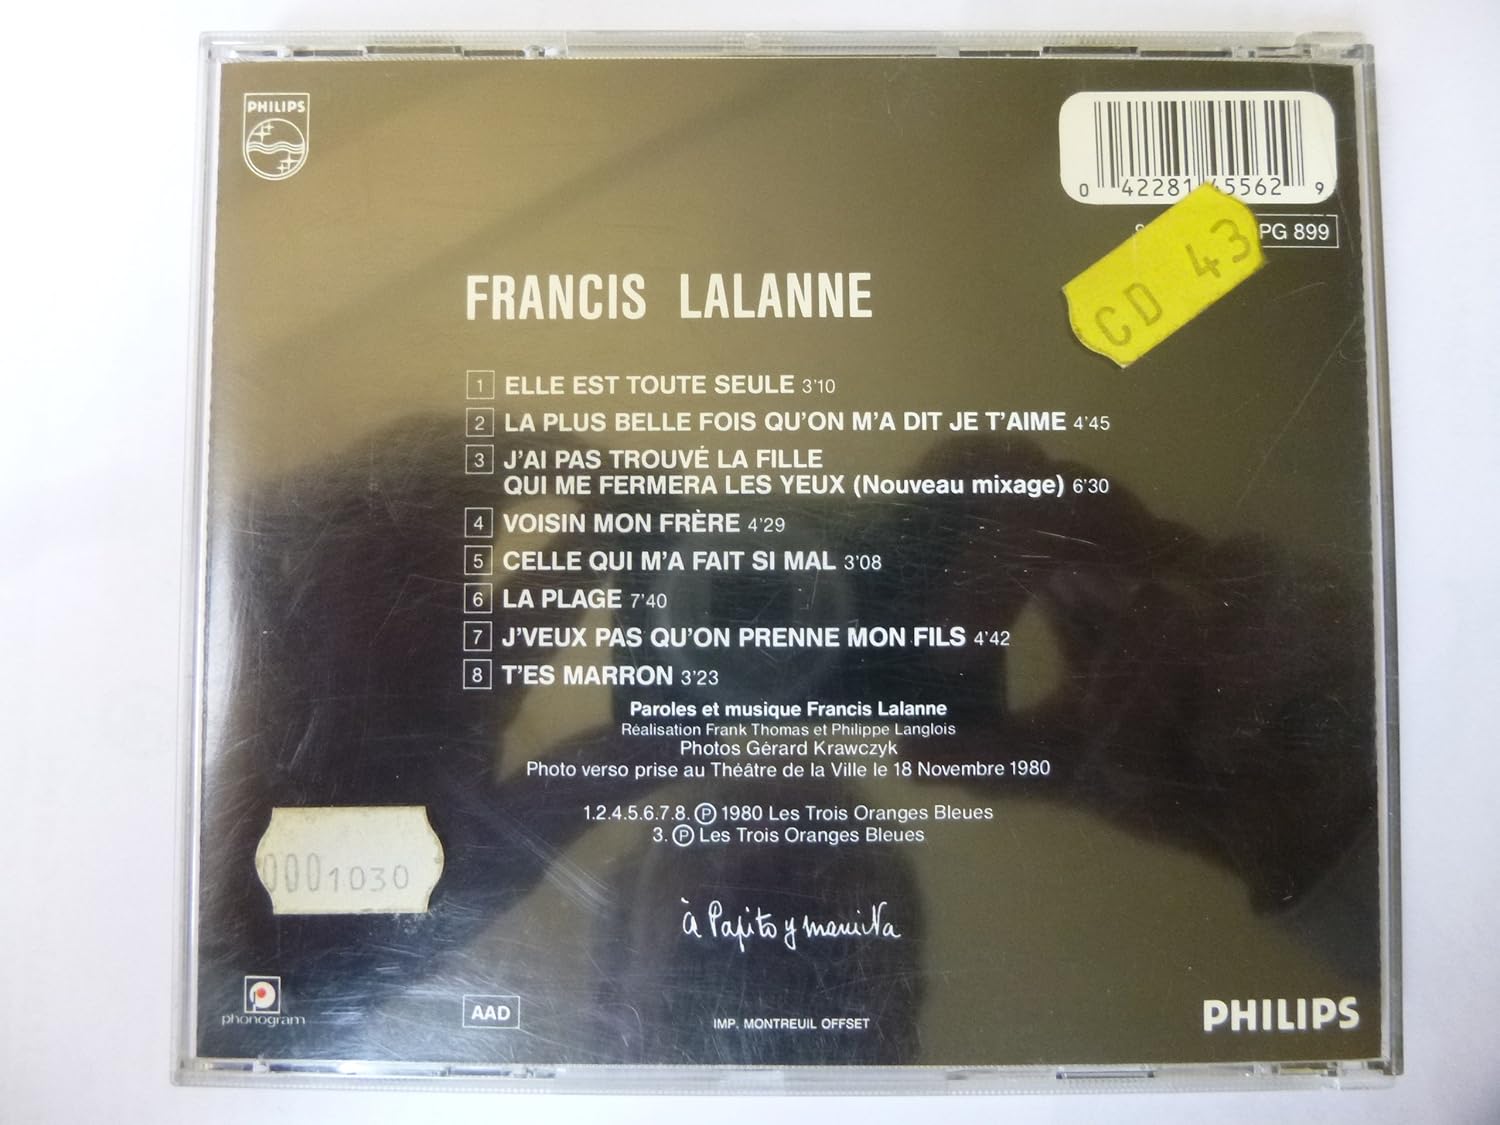 PHILIPS
0 42281 45562 9
PG 899
CD 43
FRANCIS LALANNE
1 ELLE EST TOUTE SEULE 3'10
2 LA PLUS BELLE FOIS QU'ON M'A DIT JE T'AIME 4'45
3 J'AI PAS TROUVÉ LA FILLE
QUI ME FERMERA LES YEUX (Nouveau mixage) 6'30
4 VOISIN MON FRÈRE 4'29
5 CELLE QUI M'A FAIT SI MAL 3'08
6 LA PLAGE 7'40
7 J'VEUX PAS QU'ON PRENNE MON FILS 4'42
8 T'ES MARRON 3'23
Paroles et musique Francis Lalanne
Réalisation Frank Thomas et Philippe Langlois
Photos Gérard Krawczyk
Photo verso prise au Théâtre de la Ville le 18 Novembre 1980
1.2.4.5.6.7.8. Ⓟ 1980 Les Trois Oranges Bleues
3. Ⓟ Les Trois Oranges Bleues
0001030
à Papito y maniNa
phonogram
AAD
IMP. MONTREUIL OFFSET
PHILIPS